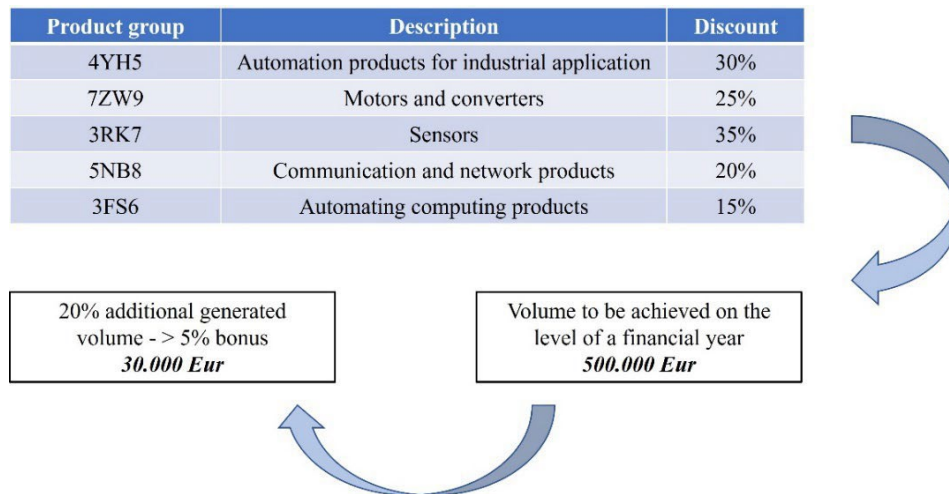 Product group Description Discount
4YH5 Automation products for industrial application 30%
7ZW9 Motors and converters 25%
3RK7 Sensors 35%
5NB8 Communication and network products 20%
3FS6 Automating computing products 15%
20% additional generated
volume - > 5% bonus
30.000 Eur
Volume to be achieved on the
level of a financial year
500.000 Eur